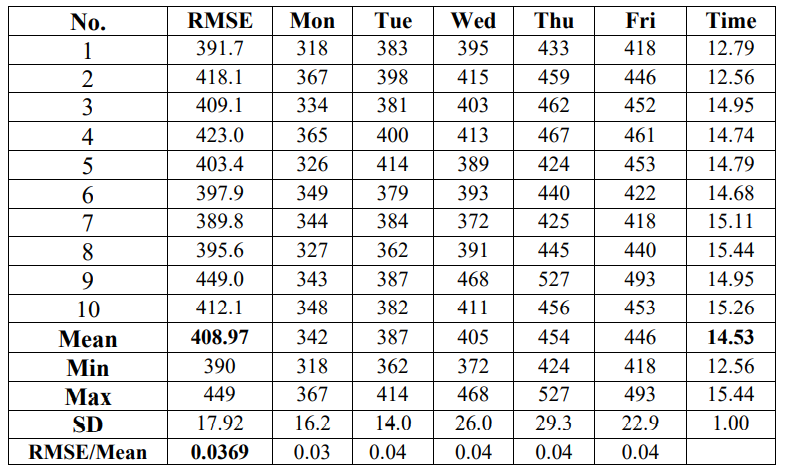 No. RMSE Mon Tue Wed Thu Fri Time
1 391.7 318 383 395 433 418 12.79
2 418.1 367 398 415 459 446 12.56
3 409.1 334 381 403 462 452 14.95
4 423.0 365 400 413 467 461 14.74
5 403.4 326 414 389 424 453 14.79
6 397.9 349 379 393 440 422 14.68
7 389.8 344 384 372 425 418 15.11
8 395.6 327 362 391 445 440 15.44
9 449.0 343 387 468 527 493 14.95
10 412.1 348 382 411 456 453 15.26
Mean 408.97 342 387 405 454 446 14.53
Min 390 318 362 372 424 418 12.56
Max 449 367 414 468 527 493 15.44
SD 17.92 16.2 14.0 26.0 29.3 22.9 1.00
RMSE/Mean 0.0369 0.03 0.04 0.04 0.04 0.04